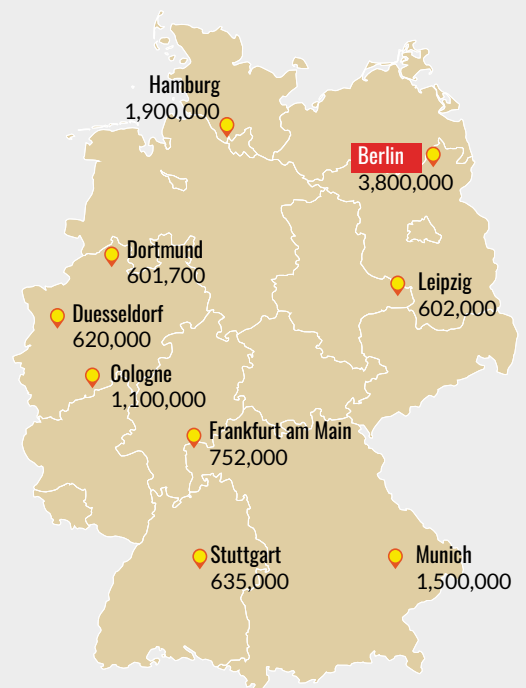 Hamburg
1,900,000
Berlin
3,800,000
Dortmund
601,700
Leipzig
602,000
Duesseldorf
620,000
Cologne
1,100,000
Frankfurt am Main
752,000
Stuttgart
635,000
Munich
1,500,000